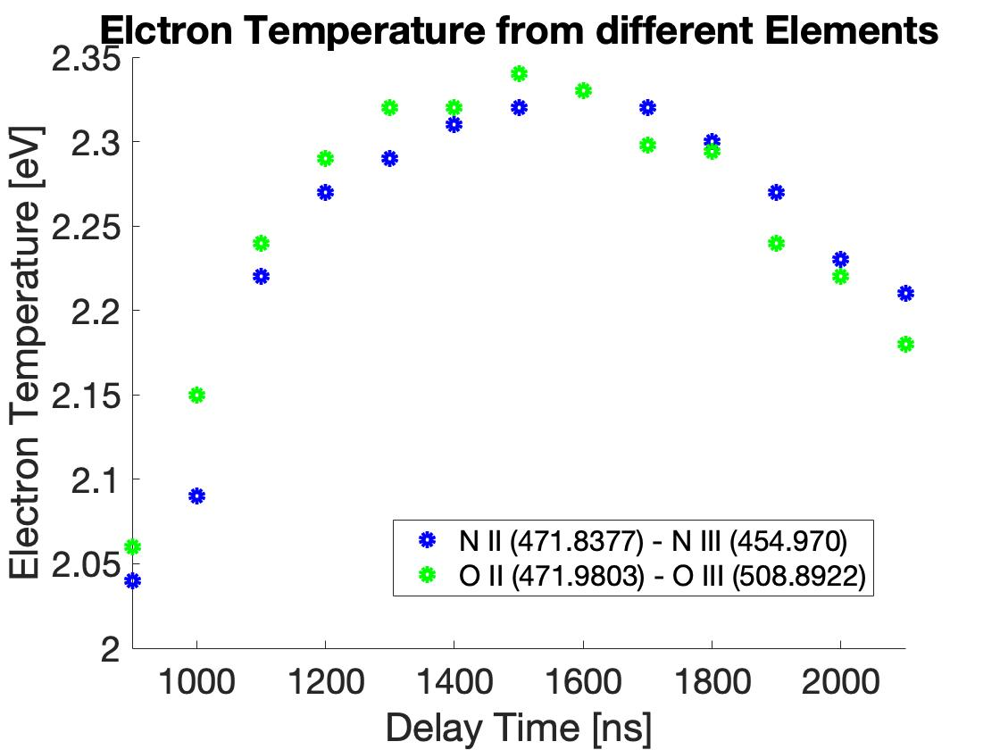 Elctron Temperature from different Elements
2.35
2.3
2.25
2.2
2.15
2.1
2.05
2
Electron Temperature [eV]
N II (471.8377) - N III (454.970)
O II (471.9803) - O III (508.8922)
1000 1200 1400 1600 1800 2000
Delay Time [ns]